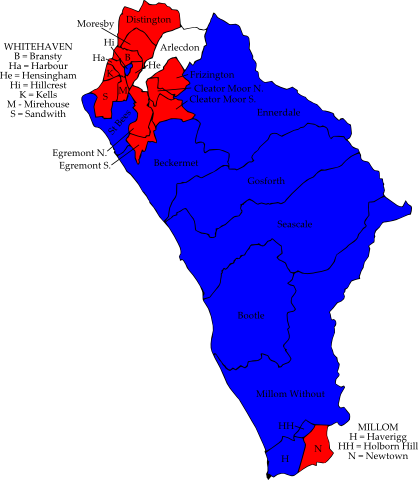 Distington
Moresby
Hi
Arlecdon
WHITEHAVEN
B = Bransty
Ha = Harbour
He = Hensingham
Hi = Hillcrest
K = Kells
M - Mirehouse
S = Sandwith
Ha
B
He
K
M
S
Frizington
Cleator Moor N.
Cleator Moor S.
Ennerdale
St Bees
Egremont N.
Egremont S.
Beckermet
Gosforth
Seascale
Bootle
Millom Without
HH
H
N
MILLOM
H = Haverigg
HH = Holborn Hill
N = Newtown